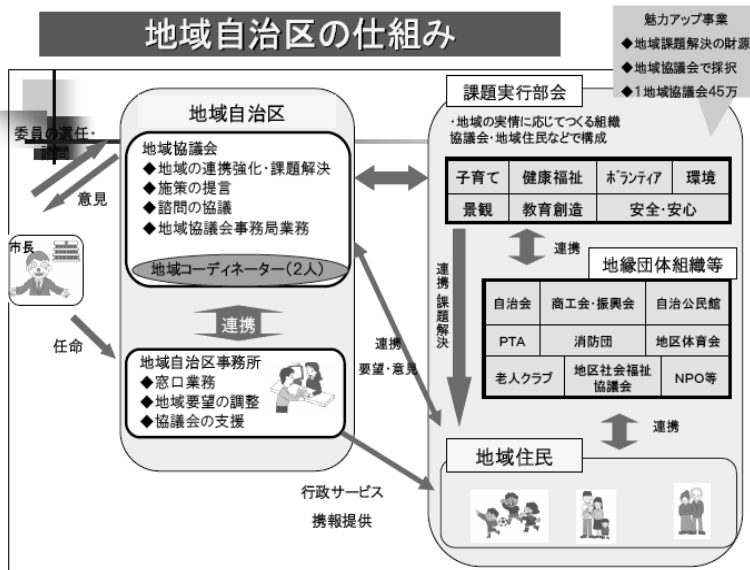 地域自治区の仕組み
魅力アップ事業
◆地域課題解決の財源
◆地域協議会で採択
◆1地域協議会45万
地域自治区
委員の選任・
諮問
意見
市長
任命
地域協議会
◆地域の連携強化・課題解決
◆施策の提言
◆諮問の協議
◆地域協議会事務局業務
地域コーディネーター(2人)
連携
地域自治区事務所
◆窓口業務
◆地域要望の調整
◆協議会の支援
連携
要望・意見
行政サービス
携報提供
課題実行部会
・地域の実情に応じてつくる組織
協議会・地域住民などで構成
子育て 健康福祉 ボランティア 環境
景観 教育創造 安全・安心
連携 課題解決
連携
地縁団体組織等
自治会 商工会・振興会 自治公民館
PTA 消防団 地区体育会
老人クラブ 地区社会福祉
協議会 NPO等
連携
地域住民